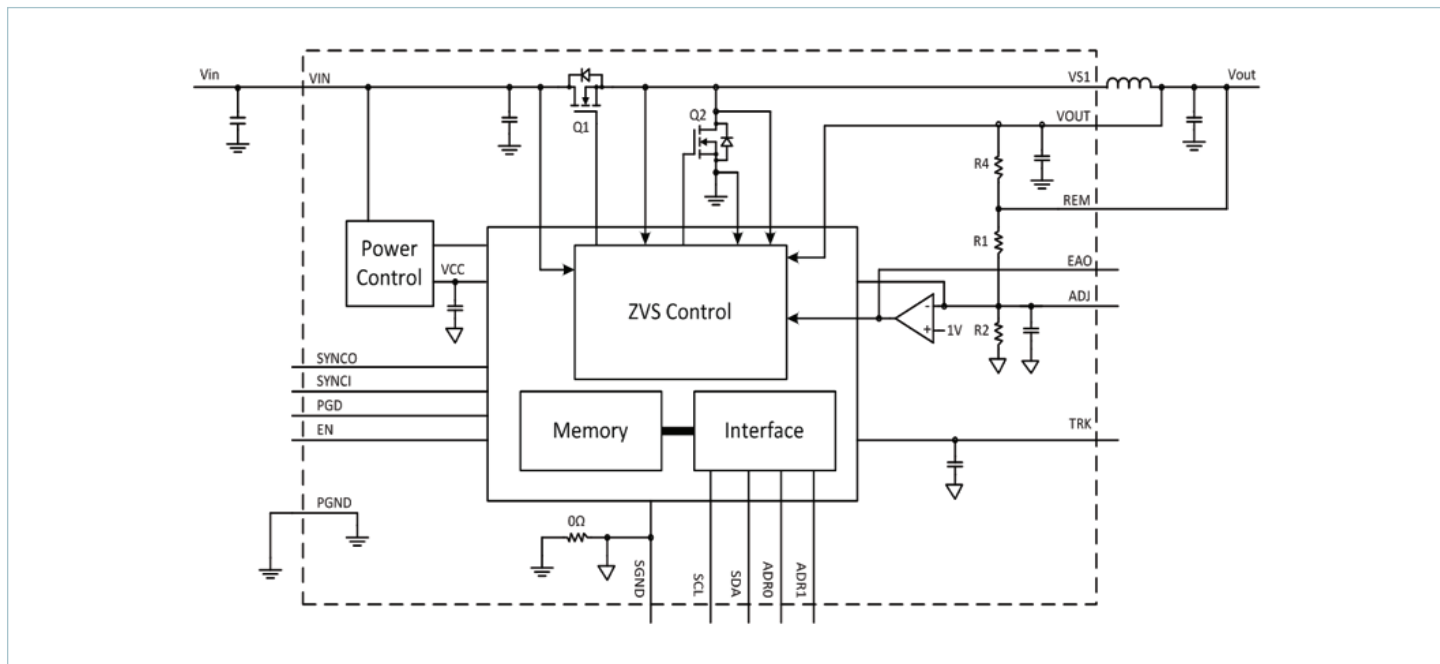 Vin
VIN
VS1
Vout
Q1
Q2
VOUT
R4
REM
Power
Control
R1
VCC
EAO
ZVS Control
ADJ
-
+
1V
R2
SYNCO
SYNCI
PGD
EN
Memory
Interface
TRK
PGND
0Ω
SGND
SCL
SDA
ADR0
ADR1